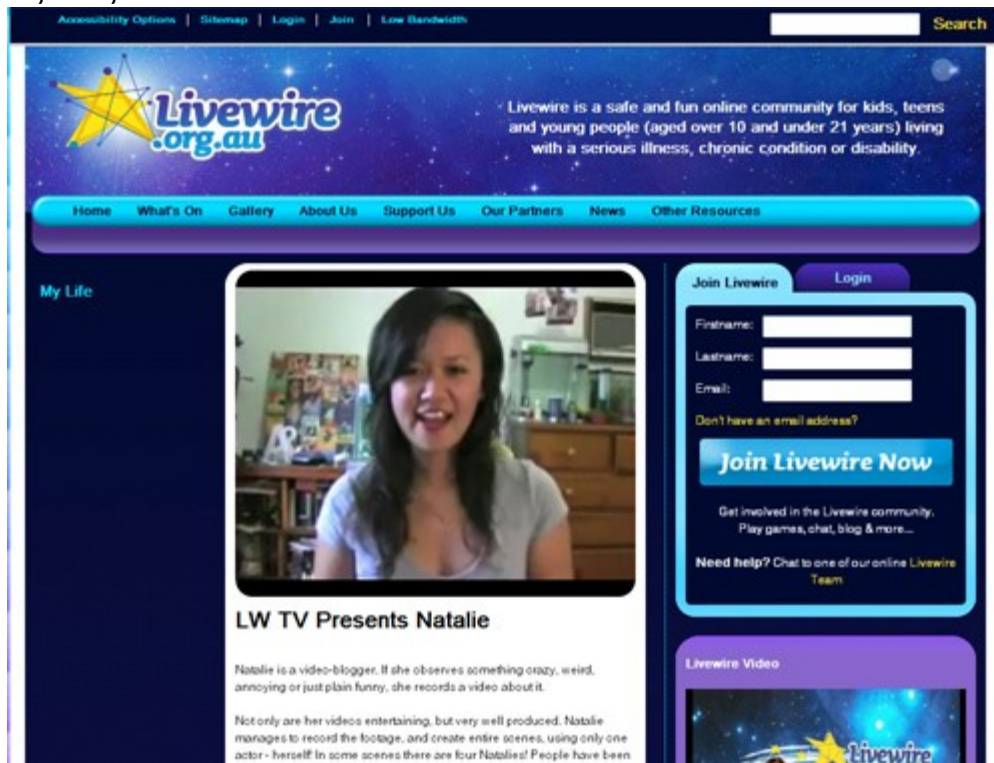 Accessibility Options | Sitemap | Login | Join | Low Bandwidth
Search
Livewire
.org.au
Livewire is a safe and fun online community for kids, teens
and young people (aged over 10 and under 21 years) living
with a serious illness, chronic condition or disability.
Home What's On Gallery About Us Support Us Our Partners News Other Resources
My Life
LW TV Presents Natalie
Natalie is a video-blogger. If she observes something crazy, weird,
annoying or just plain funny, she records a video about it.
Not only are her videos entertaining, but very well produced. Natalie
manages to record the footage, and create entire scenes, using only one
actor - herself! In some scenes there are four Natalies! People have been
Join Livewire Login
Firstname:
Lastname:
Email:
Don't have an email address?
Join Livewire Now
Get involved in the Livewire community.
Play games, chat, blog & more...
Need help? Chat to one of our online Livewire
Team
Livewire Video
Livewire